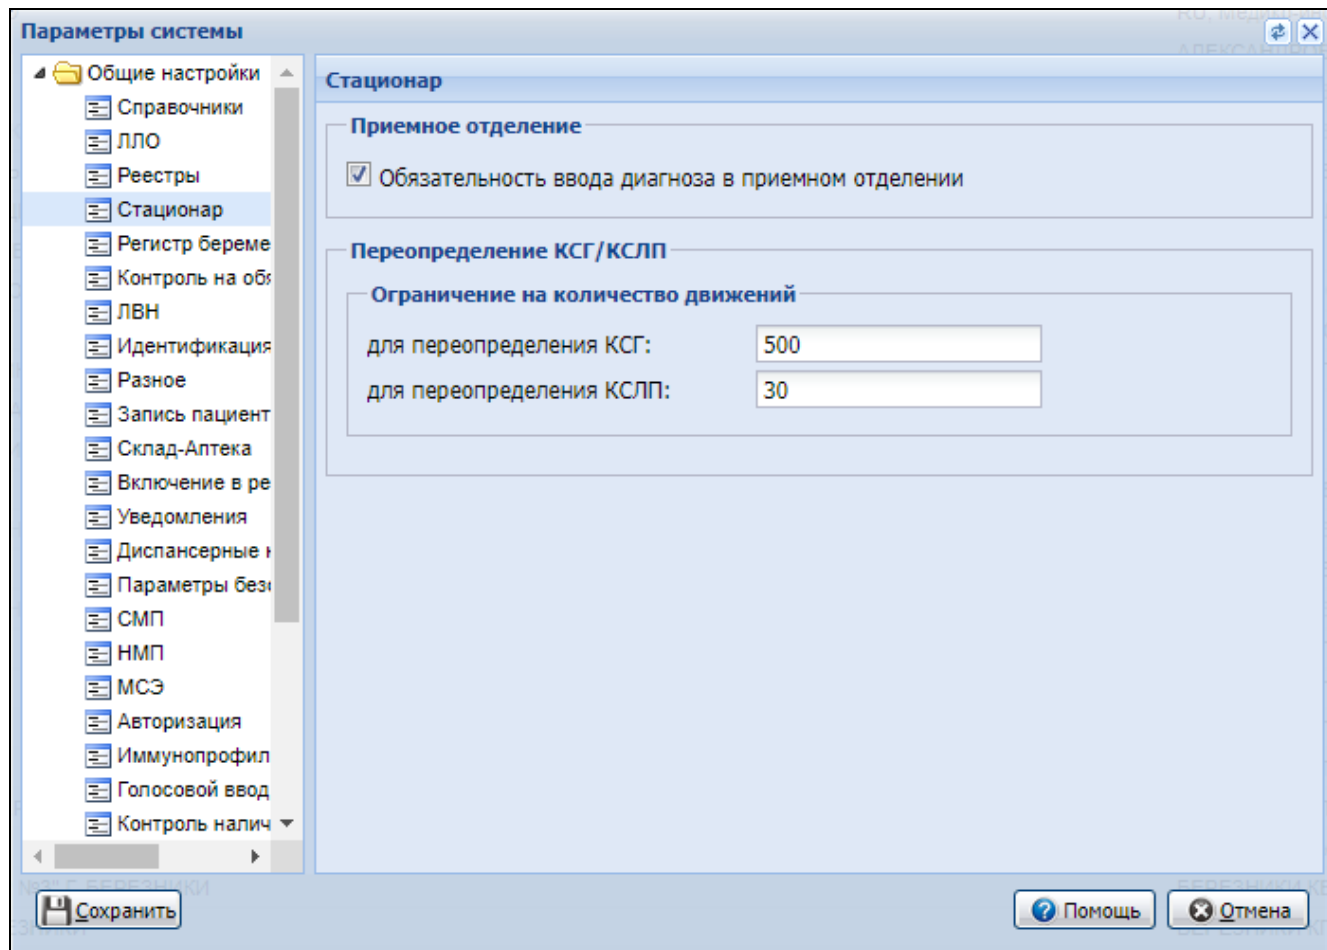 Параметры системы
Общие настройки
Справочники
ЛЛО
Реестры
Стационар
Регистр береме
Контроль на обя
ЛВН
Идентификация
Разное
Запись пациент
Склад-Аптека
Включение в ре
Уведомления
Диспансерные н
Параметры безо
СМП
НМП
МСЭ
Авторизация
Иммунопрофил
Голосовой ввод
Контроль налич
Стационар
Приемное отделение
Обязательность ввода диагноза в приемном отделении
Переопределение КСГ/КСЛП
Ограничение на количество движений
для переопределения КСГ: 500
для переопределения КСЛП: 30
Сохранить
Помощь
Отмена